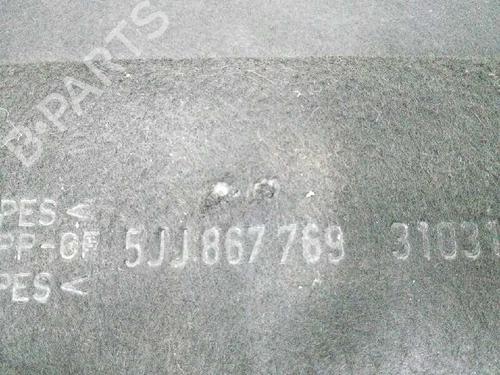 B-PARTS
PES <
PP-GF 5JJ 867 769 31031
PES <